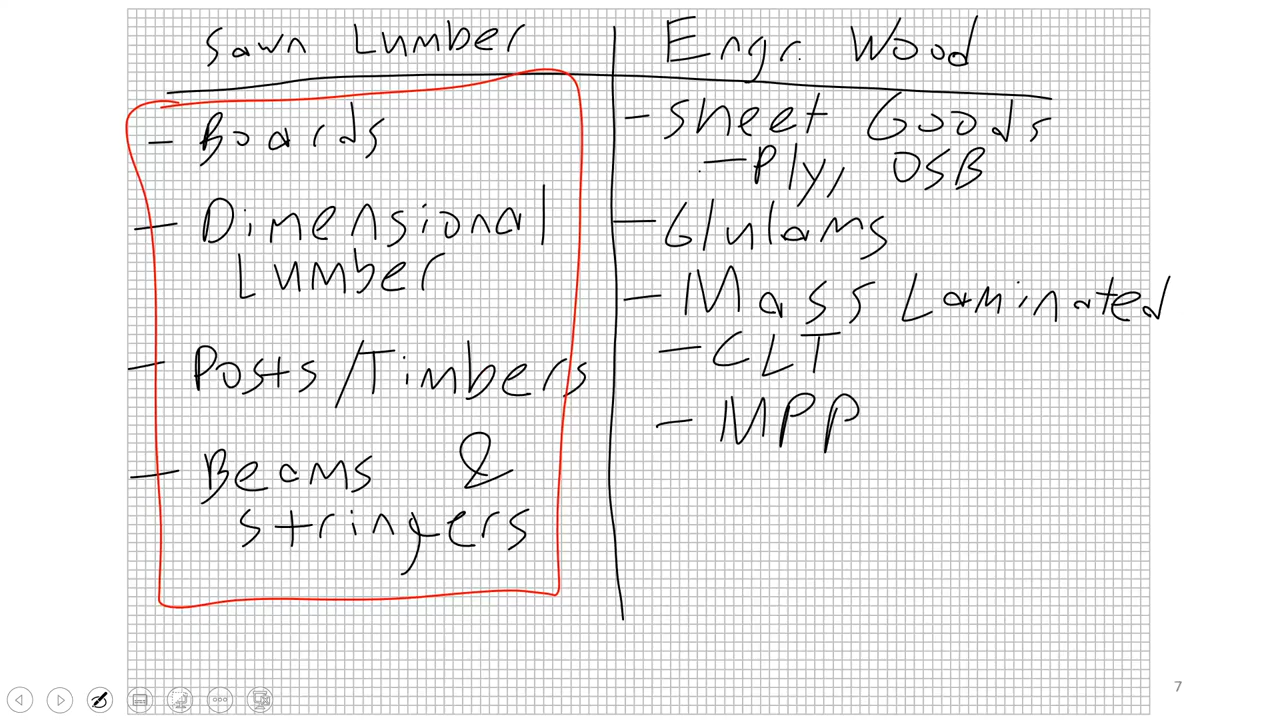 Sawn Lumber
- Boards
- Dimensional
Lumber
- Posts/Timbers
- Beams &
stringers
Engr. Wood
- Sheet Goods
- Ply, OSB
- Glulams
- Mass Laminated
- CLT
- MPP
7